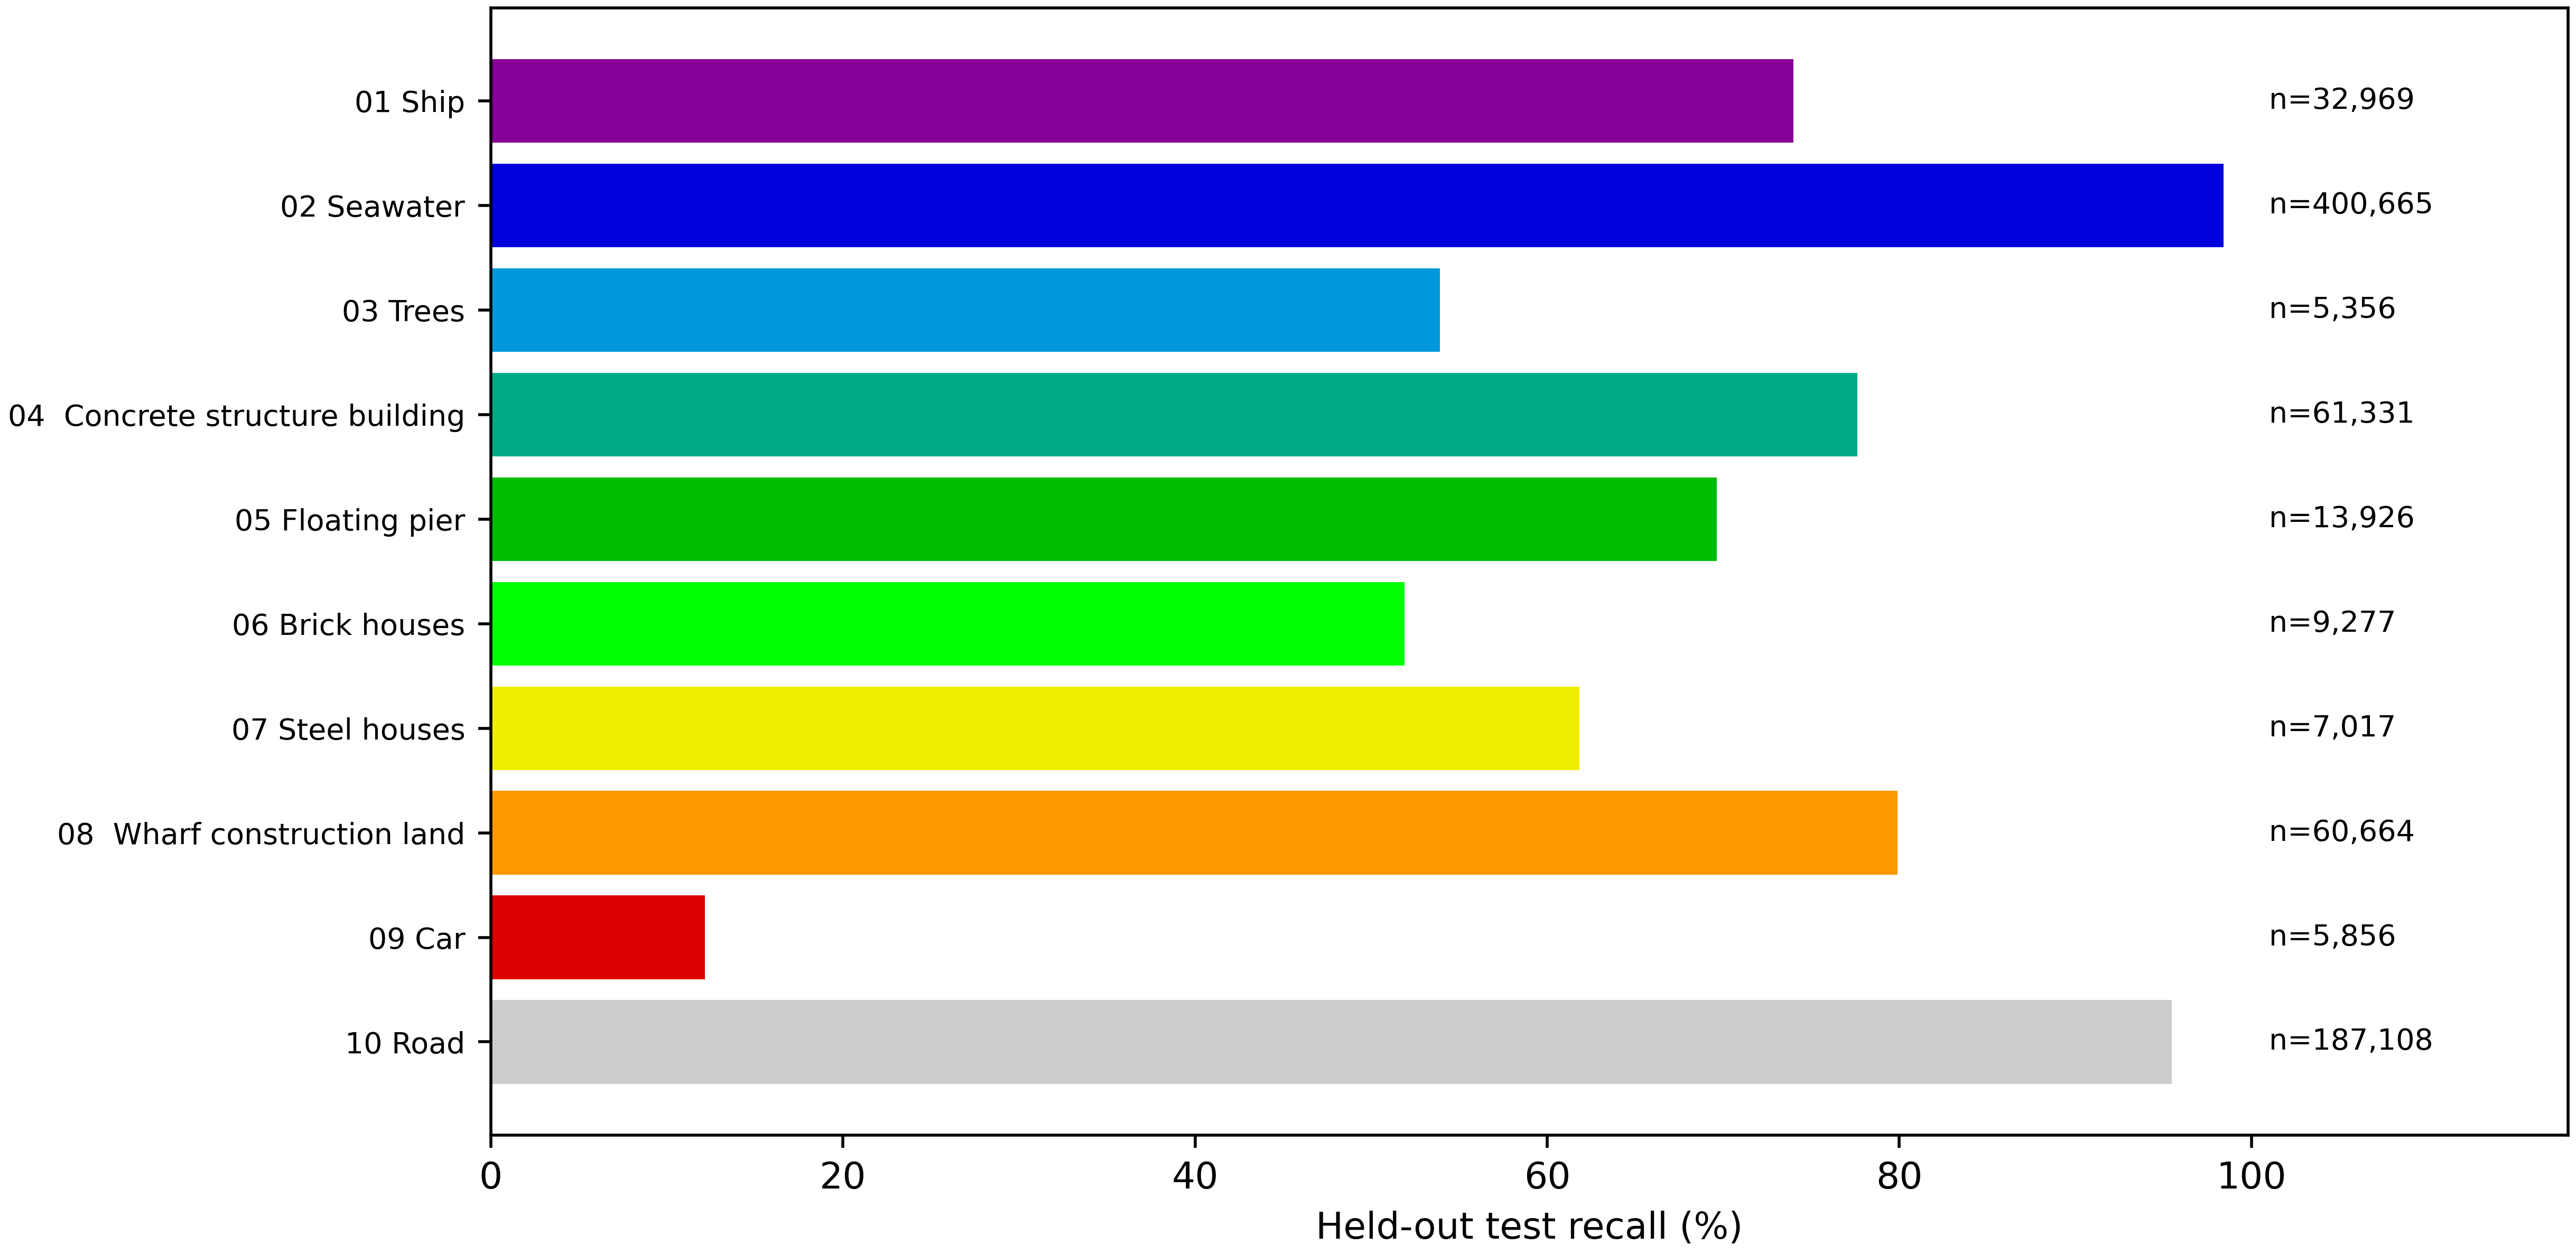 01 Ship n=32,969
02 Seawater n=400,665
03 Trees n=5,356
04  Concrete structure building n=61,331
05 Floating pier n=13,926
06 Brick houses n=9,277
07 Steel houses n=7,017
08  Wharf construction land n=60,664
09 Car n=5,856
10 Road n=187,108
0 20 40 60 80 100
Held-out test recall (%)